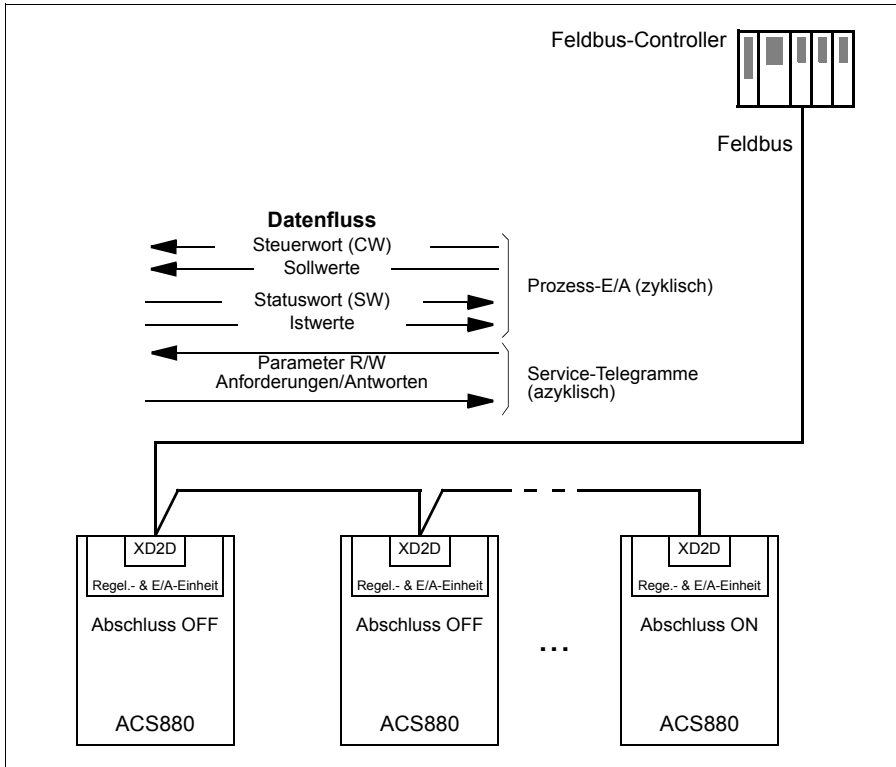 Feldbus-Controller
Feldbus
Datenfluss
Steuerwort (CW)
Sollwerte
Statuswort (SW)
Istwerte
Prozess-E/A (zyklisch)
Parameter R/W
Anforderungen/Antworten
Service-Telegramme
(azyklisch)
XD2D
Regel.- & E/A-Einheit
Abschluss OFF
ACS880
XD2D
Regel.- & E/A-Einheit
Abschluss OFF
ACS880
...
XD2D
Rege.- & E/A-Einheit
Abschluss ON
ACS880